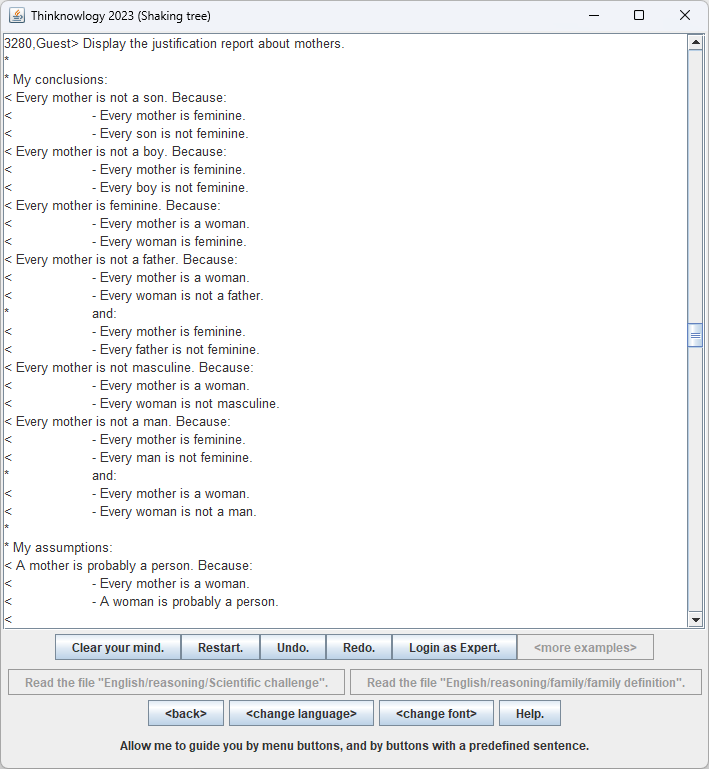 Thinknowlogy 2023 (Shaking tree)
3280,Guest> Display the justification report about mothers.
*
* My conclusions:
< Every mother is not a son. Because:
< - Every mother is feminine.
< - Every son is not feminine.
< Every mother is not a boy. Because:
< - Every mother is feminine.
< - Every boy is not feminine.
< Every mother is feminine. Because:
< - Every mother is a woman.
< - Every woman is feminine.
< Every mother is not a father. Because:
< - Every mother is a woman.
< - Every woman is not a father.
* and:
< - Every mother is feminine.
< - Every father is not feminine.
< Every mother is not masculine. Because:
< - Every mother is a woman.
< - Every woman is not masculine.
< Every mother is not a man. Because:
< - Every mother is feminine.
< - Every man is not feminine.
* and:
< - Every mother is a woman.
< - Every woman is not a man.
*
* My assumptions:
< A mother is probably a person. Because:
< - Every mother is a woman.
< - A woman is probably a person.
<
Clear your mind. Restart. Undo. Redo. Login as Expert. <more examples>
Read the file "English/reasoning/Scientific challenge". Read the file "English/reasoning/family/family definition".
<back> <change language> <change font> Help.
Allow me to guide you by menu buttons, and by buttons with a predefined sentence.